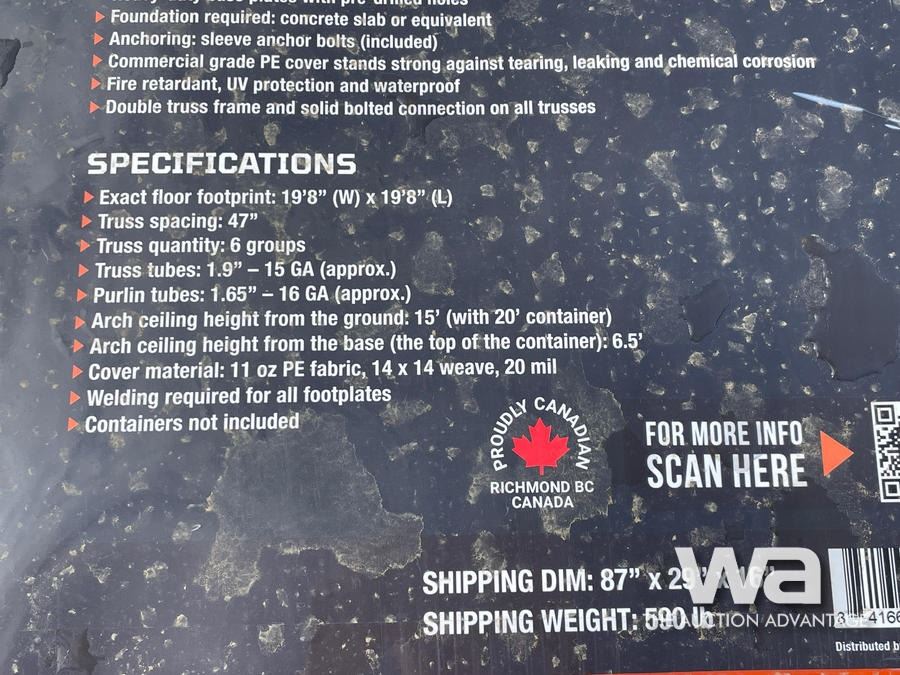 Foundation required: concrete slab or equivalent
Anchoring: sleeve anchor bolts (included)
Commercial grade PE cover stands strong against tearing, leaking and chemical corrosion
Fire retardant, UV protection and waterproof
Double truss frame and solid bolted connection on all trusses
SPECIFICATIONS
Exact floor footprint: 19’8” (W) x 19’8” (L)
Truss spacing: 47”
Truss quantity: 6 groups
Truss tubes: 1.9” – 15 GA (approx.)
Purlin tubes: 1.65” – 16 GA (approx.)
Arch ceiling height from the ground: 15’ (with 20’ container)
Arch ceiling height from the base (the top of the container): 6.5’
Cover material: 11 oz PE fabric, 14 x 14 weave, 20 mil
Welding required for all footplates
Containers not included
PROUDLY CANADIAN
RICHMOND BC
CANADA
FOR MORE INFO
SCAN HERE
SHIPPING DIM: 87” x 29”
SHIPPING WEIGHT: 590 lb
wa
AUCTION ADVANTAGE
Distributed